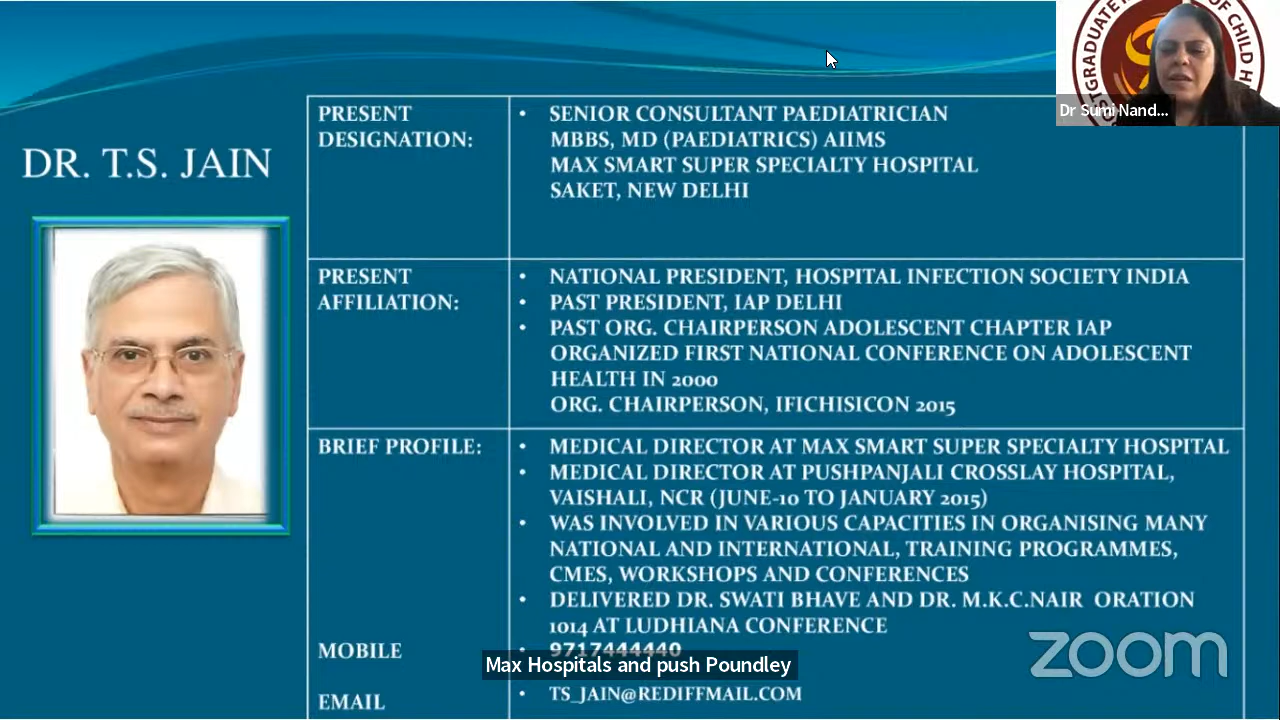 DR. T.S. JAIN
PRESENT
DESIGNATION:
• SENIOR CONSULTANT PAEDIATRICIAN
MBBS, MD (PAEDIATRICS) AIIMS
MAX SMART SUPER SPECIALTY HOSPITAL
SAKET, NEW DELHI
PRESENT
AFFILIATION:
• NATIONAL PRESIDENT, HOSPITAL INFECTION SOCIETY INDIA
• PAST PRESIDENT, IAP DELHI
• PAST ORG. CHAIRPERSON ADOLESCENT CHAPTER IAP
ORGANIZED FIRST NATIONAL CONFERENCE ON ADOLESCENT
HEALTH IN 2000
ORG. CHAIRPERSON, IFICHISICON 2015
BRIEF PROFILE:
• MEDICAL DIRECTOR AT MAX SMART SUPER SPECIALTY HOSPITAL
• MEDICAL DIRECTOR AT PUSHPANJALI CROSSLAY HOSPITAL,
VAISHALI, NCR (JUNE-10 TO JANUARY 2015)
• WAS INVOLVED IN VARIOUS CAPACITIES IN ORGANISING MANY
NATIONAL AND INTERNATIONAL, TRAINING PROGRAMMES,
CMES, WORKSHOPS AND CONFERENCES
• DELIVERED DR. SWATI BHAVE AND DR. M.K.C.NAIR ORATION
1014 AT LUDHIANA CONFERENCE
MOBILE
• 9717444440
EMAIL
• TS_JAIN@REDIFFMAIL.COM
Max Hospitals and push Poundley
OF CHILD
Dr Sumi Nand...
zoom